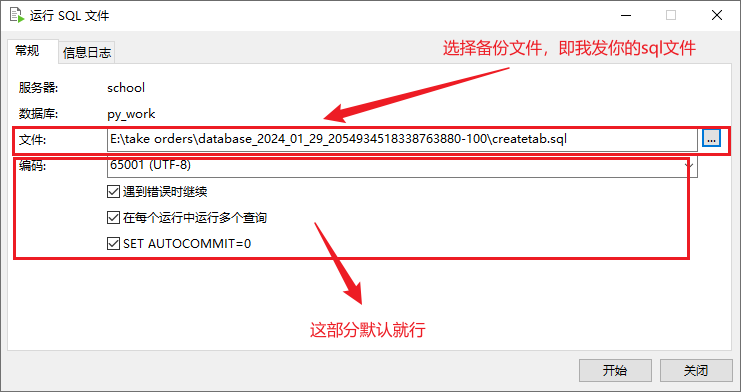 运行 SQL 文件
常规
信息日志
选择备份文件，即我发你的sql文件
服务器:
school
数据库:
py_work
文件:
E:\take orders\database_2024_01_29_2054934518338763880-100\createtab.sql
...
编码:
65001 (UTF-8)
遇到错误时继续
在每个运行中运行多个查询
SET AUTOCOMMIT=0
这部分默认就行
开始
关闭